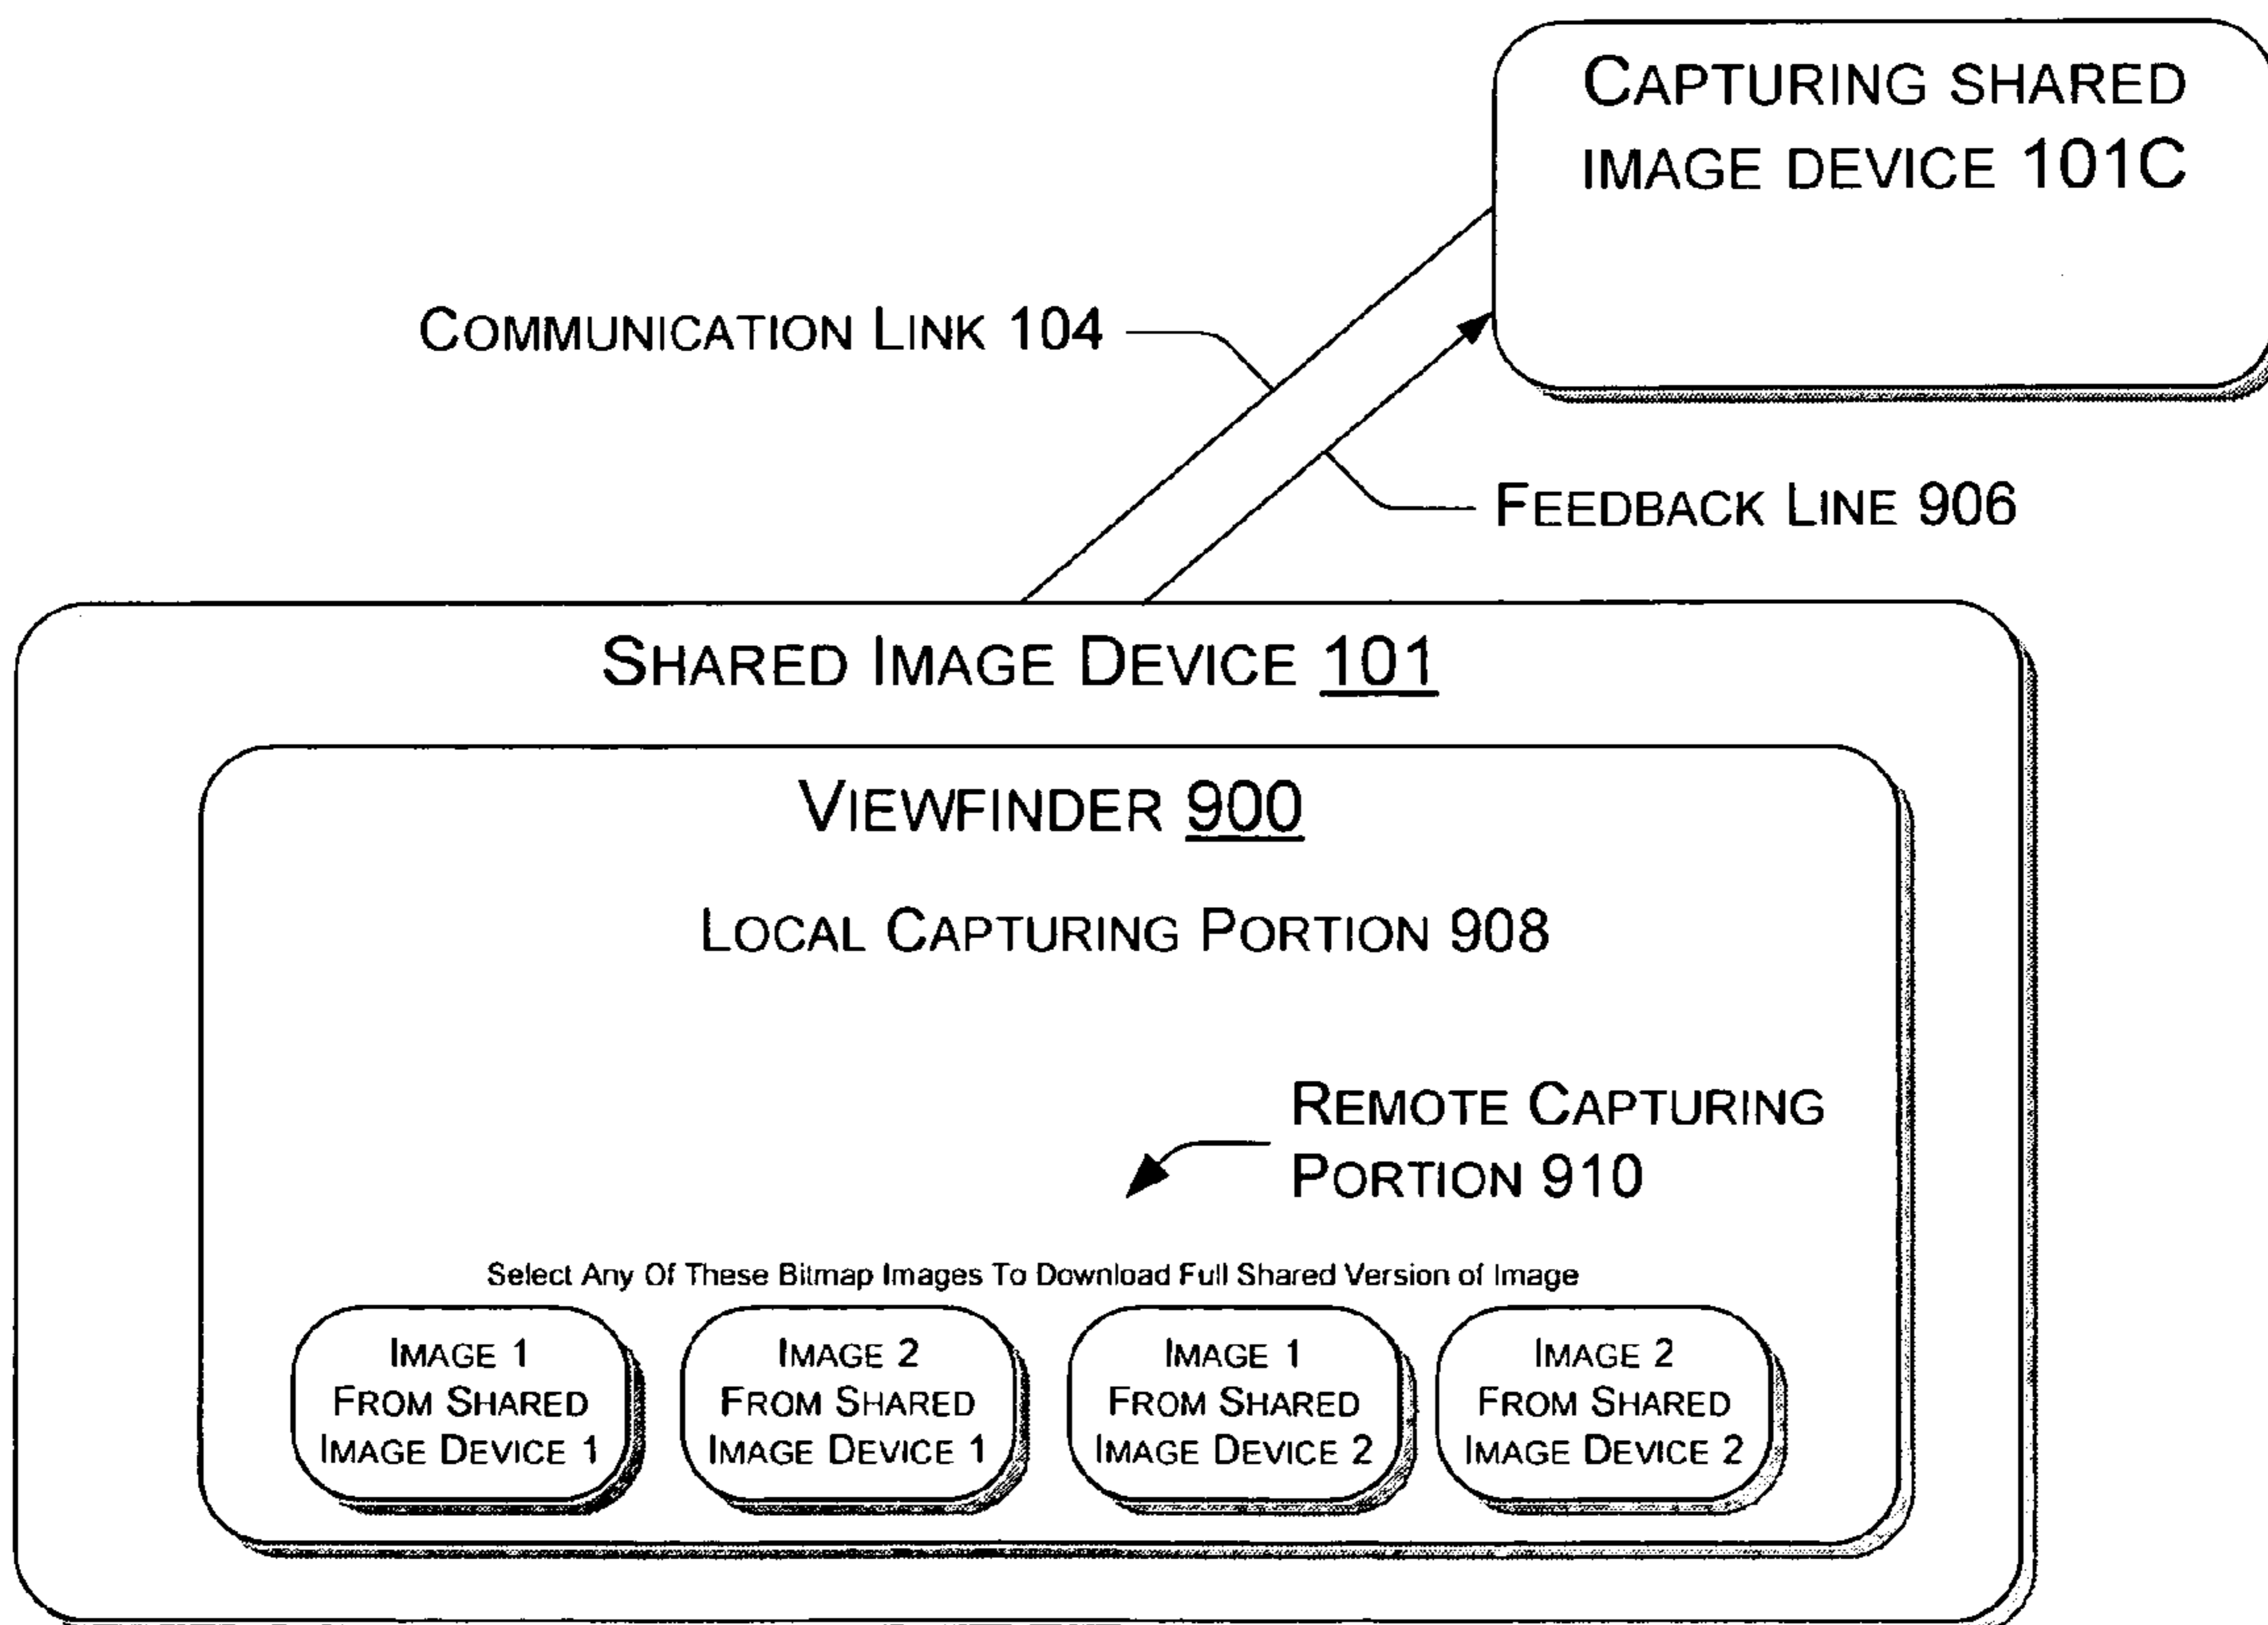 CAPTURING SHARED
IMAGE DEVICE 101C
COMMUNICATION LINK 104
FEEDBACK LINE 906
SHARED IMAGE DEVICE 101
VIEWFINDER 900
LOCAL CAPTURING PORTION 908
REMOTE CAPTURING
PORTION 910
Select Any Of These Bitmap Images To Download Full Shared Version of Image
IMAGE 1
FROM SHARED
IMAGE DEVICE 1
IMAGE 2
FROM SHARED
IMAGE DEVICE 1
IMAGE 1
FROM SHARED
IMAGE DEVICE 2
IMAGE 2
FROM SHARED
IMAGE DEVICE 2